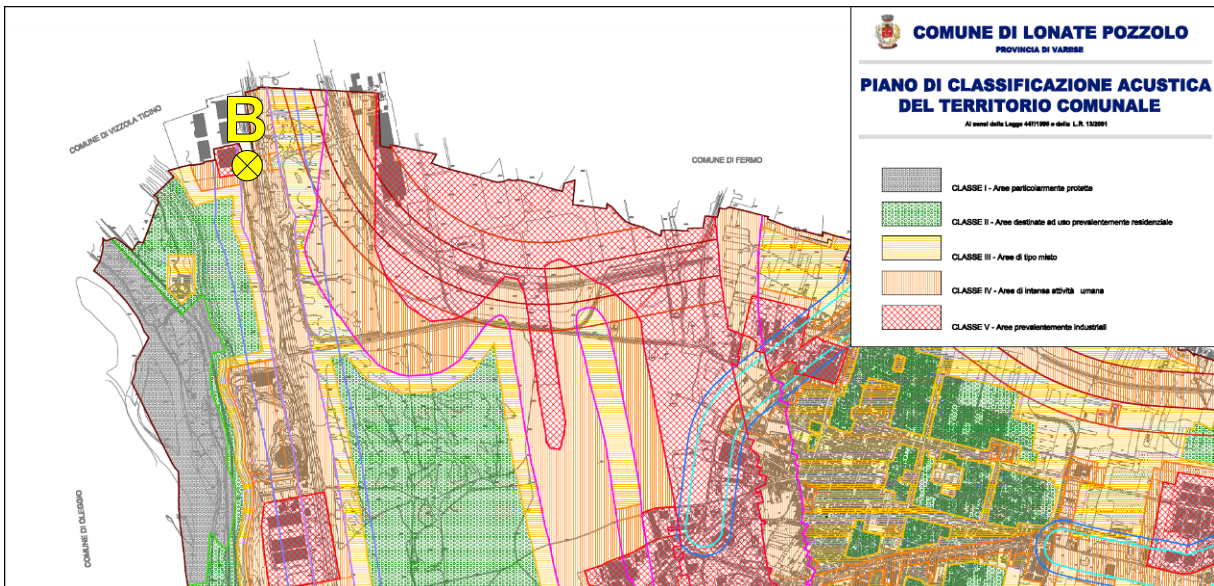 COMUNE DI LONATE POZZOLO
PROVINCIA DI VARESE
PIANO DI CLASSIFICAZIONE ACUSTICA
DEL TERRITORIO COMUNALE
Ai sensi della Legge 447/1995 e della L.R. 13/2001
CLASSE I - Aree particolarmente protette
CLASSE II - Aree destinate ad uso prevalentemente residenziale
CLASSE III - Aree di tipo misto
CLASSE IV - Aree di intensa attività umana
CLASSE V - Aree prevalentemente industriali
COMUNE DI VIZZOLA TICINO
B
COMUNE DI FERMO
COMUNE DI OLEGGIO